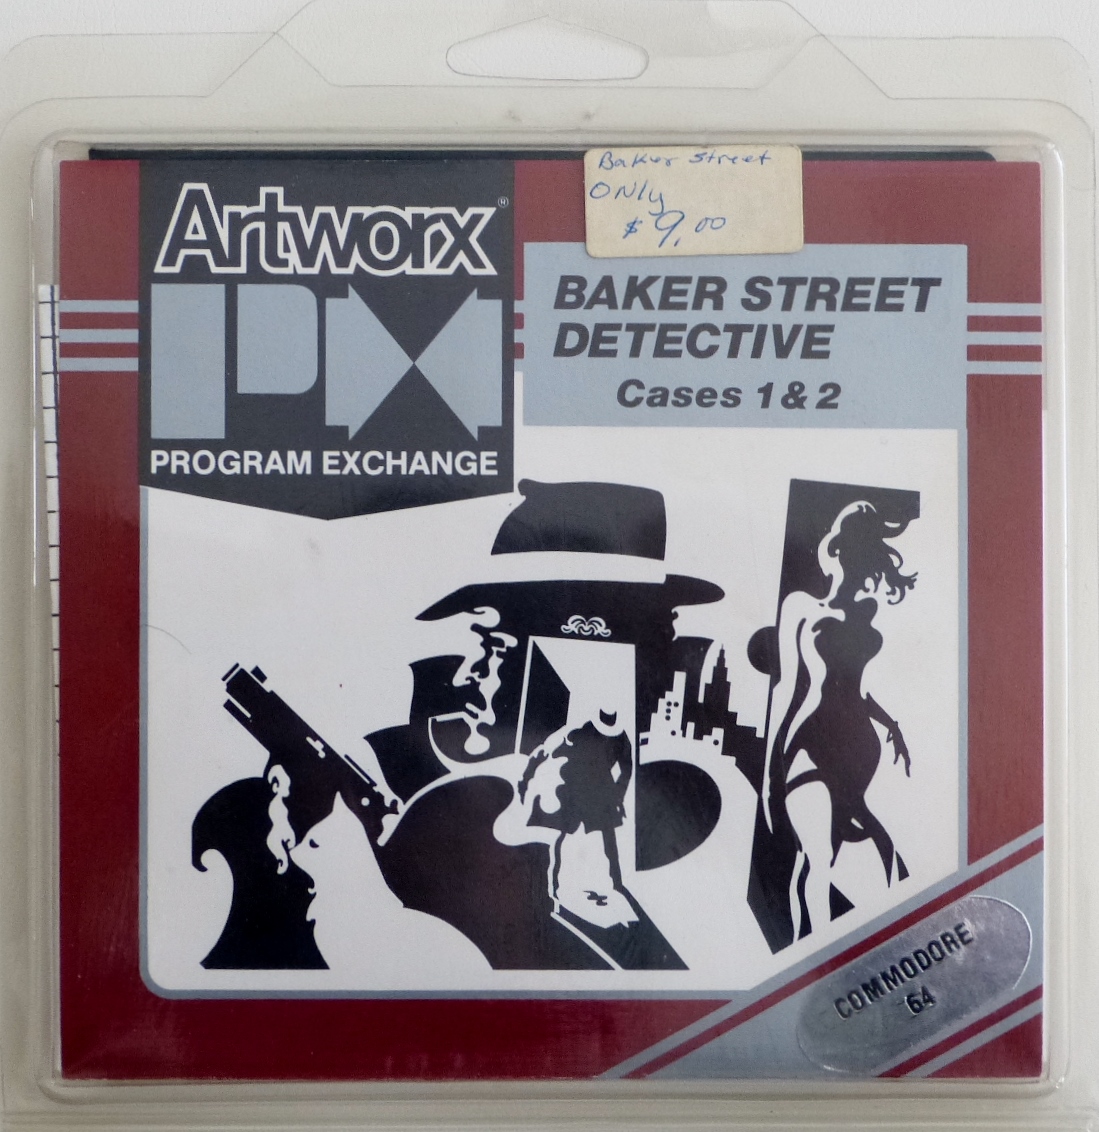 Baker Street
ONly
$9.00
Artworx®
PX
PROGRAM EXCHANGE
BAKER STREET
DETECTIVE
Cases 1 & 2
COMMODORE
64